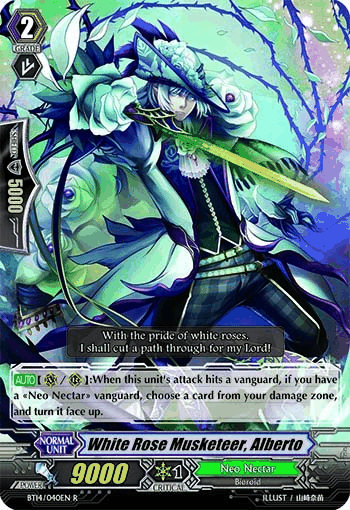 2
GRADE
SHIELD
5000
With the pride of white roses.
I shall cut a path through for my Lord!
AUTO [ / ]:When this unit's attack hits a vanguard, if you have
a «Neo Nectar» vanguard, choose a card from your damage zone,
and turn it face up.
NORMAL
UNIT
White Rose Musketeer, Alberto
POWER
9000
1
CRITICAL
Neo Nectar
Bioroid
BT14/040EN R
ILLUST / 山崎奈苗